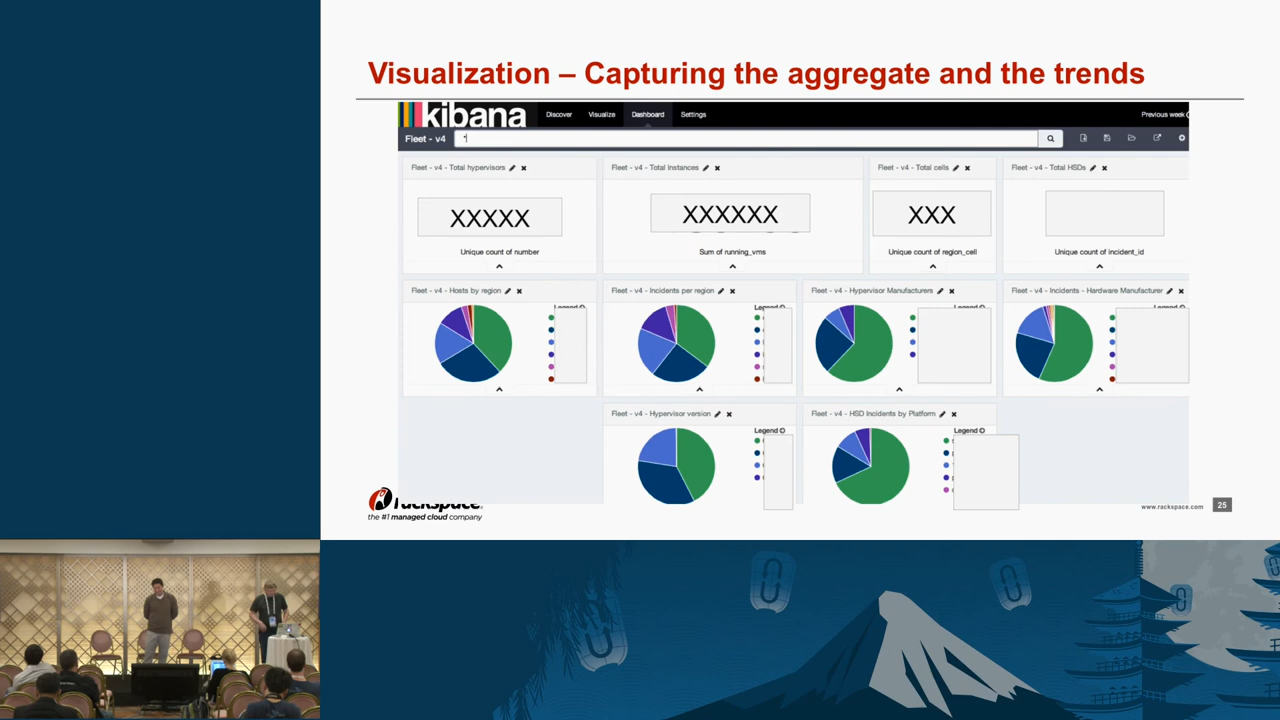 Visualization – Capturing the aggregate and the trends
kibana
Discover
Visualize
Dashboard
Settings
Previous week
Fleet - v4
*
Fleet - v4 - Total hypervisors
Fleet - v4 - Total Instances
Fleet - v4 - Total cells
Fleet - v4 - Total HSDs
XXXXX
XXXXXX
XXX
Unique count of number
Sum of running_vms
Unique count of region_cell
Unique count of incident_id
Fleet - v4 - Hosts by region
Fleet - v4 - Incidents per region
Fleet - v4 - Hypervisor Manufacturers
Fleet - v4 - Incidents - Hardware Manufacturer
Legend
Legend
Legend
Legend
Fleet - v4 - Hypervisor version
Fleet - v4 - HSD Incidents by Platform
Legend
Legend
rackspace.
the #1 managed cloud company
www.rackspace.com
25